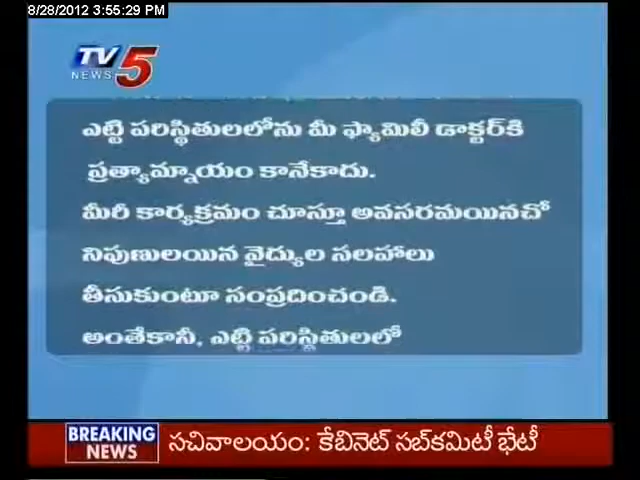 8/28/2012 3:55:29 PM
TV5
NEWS
ఎట్టి పరిస్థితులలోను మీ ఫ్యామిలీ డాక్టర్‌కి
ప్రత్యామ్నాయం కానేకాదు.
మీరీ కార్యక్రమం చూస్తూ అవసరమయినచో
నిపుణులయిన వైద్యుల సలహాలు
తీసుకుంటూ సంప్రదించండి.
అంతేకానీ, ఎట్టి పరిస్థితులలో
BREAKING NEWS సచివాలయం: కేబినెట్ సబ్‌కమిటీ భేటీ